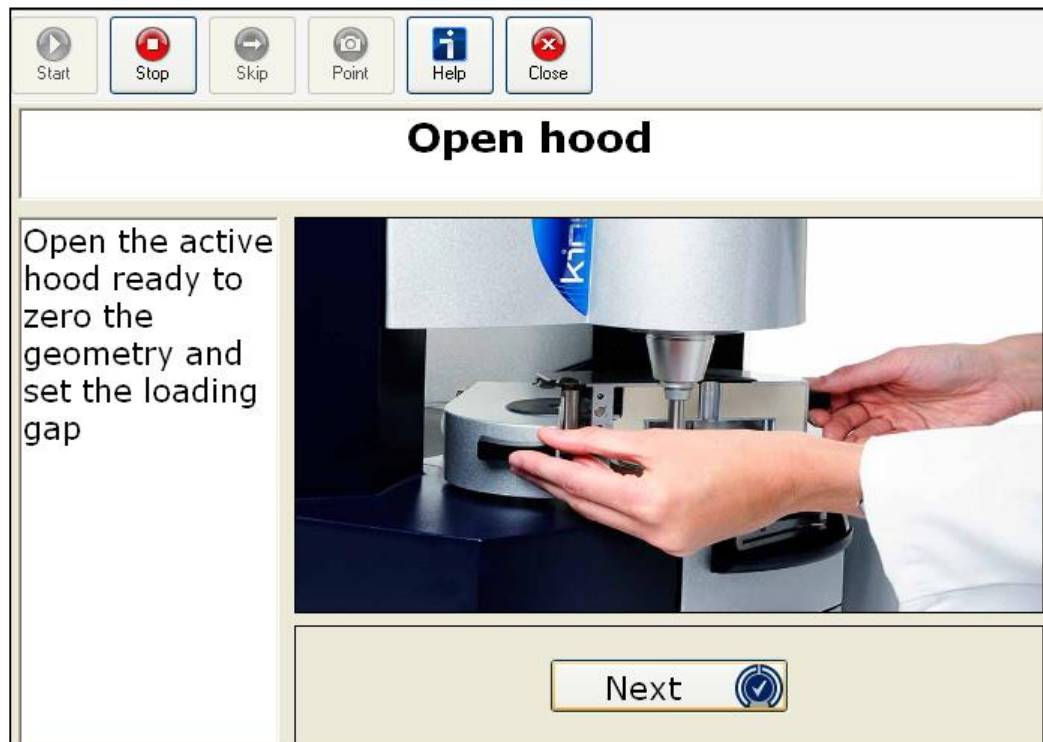 Start
Stop
Skip
Point
Help
Close
Open hood
Open the active
hood ready to
zero the
geometry and
set the loading
gap
kin
Next